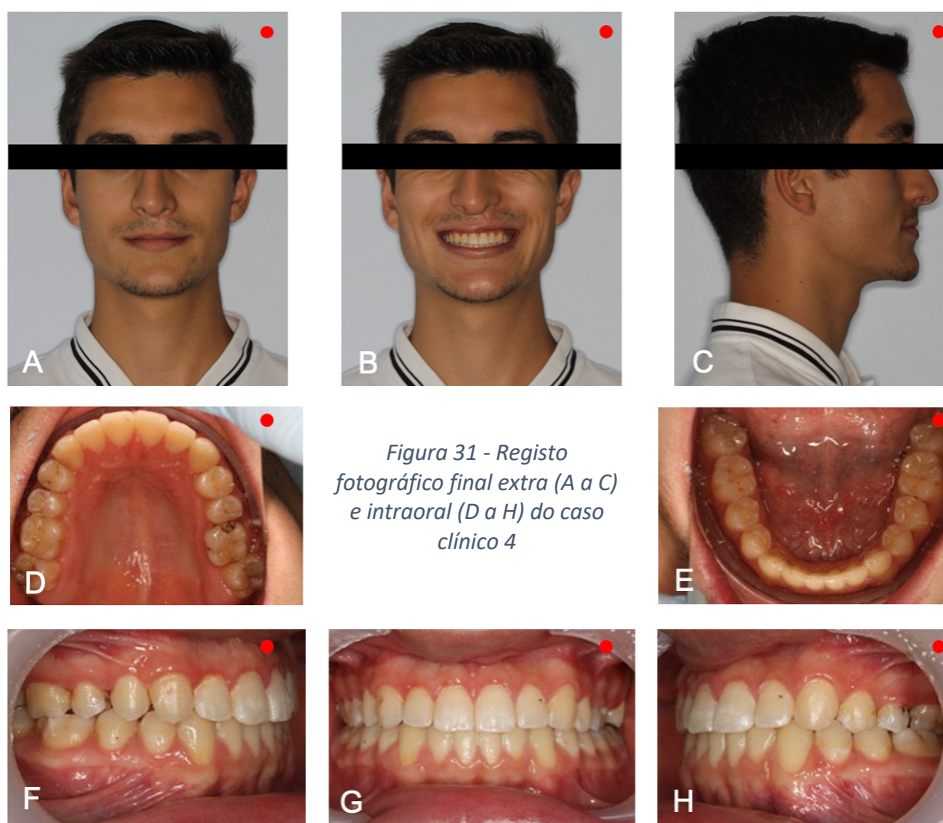 A
B
C
D
Figura 31 - Registo
fotográfico final extra (A a C)
e intraoral (D a H) do caso
clínico 4
E
F
G
H